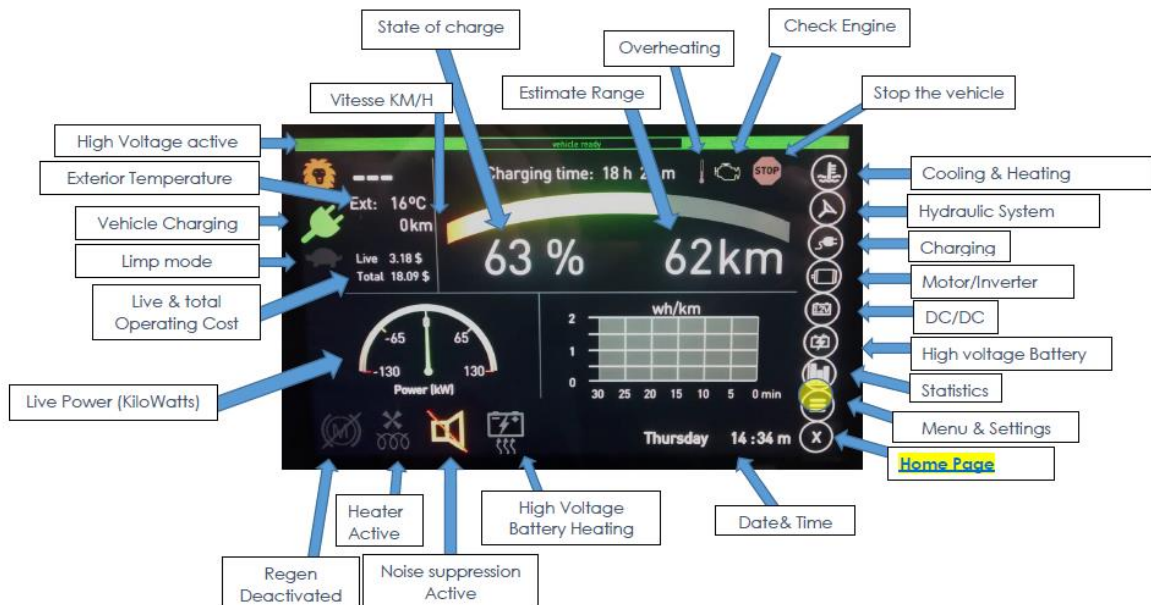 State of charge
Check Engine
Overheating
Vitesse KM/H
Estimate Range
Stop the vehicle
High Voltage active
Exterior Temperature
Vehicle Charging
Limp mode
Live & total
Operating Cost
Live Power (KiloWatts)
vehicle ready
---
Charging time: 18 h 2 m
STOP
Ext: 16ºC
0km
Live 3.18 $
Total 18.09 $
63 %
62km
-65
0
65
-130
130
Power (kW)
wh/km
2
1
1
0
30 25 20 15 10 5 0 min
Thursday 14:34 m
12V
M
X
Cooling & Heating
Hydraulic System
Charging
Motor/Inverter
DC/DC
High voltage Battery
Statistics
Menu & Settings
Home Page
Heater
Active
High Voltage
Battery Heating
Date& Time
Regen
Deactivated
Noise suppression
Active